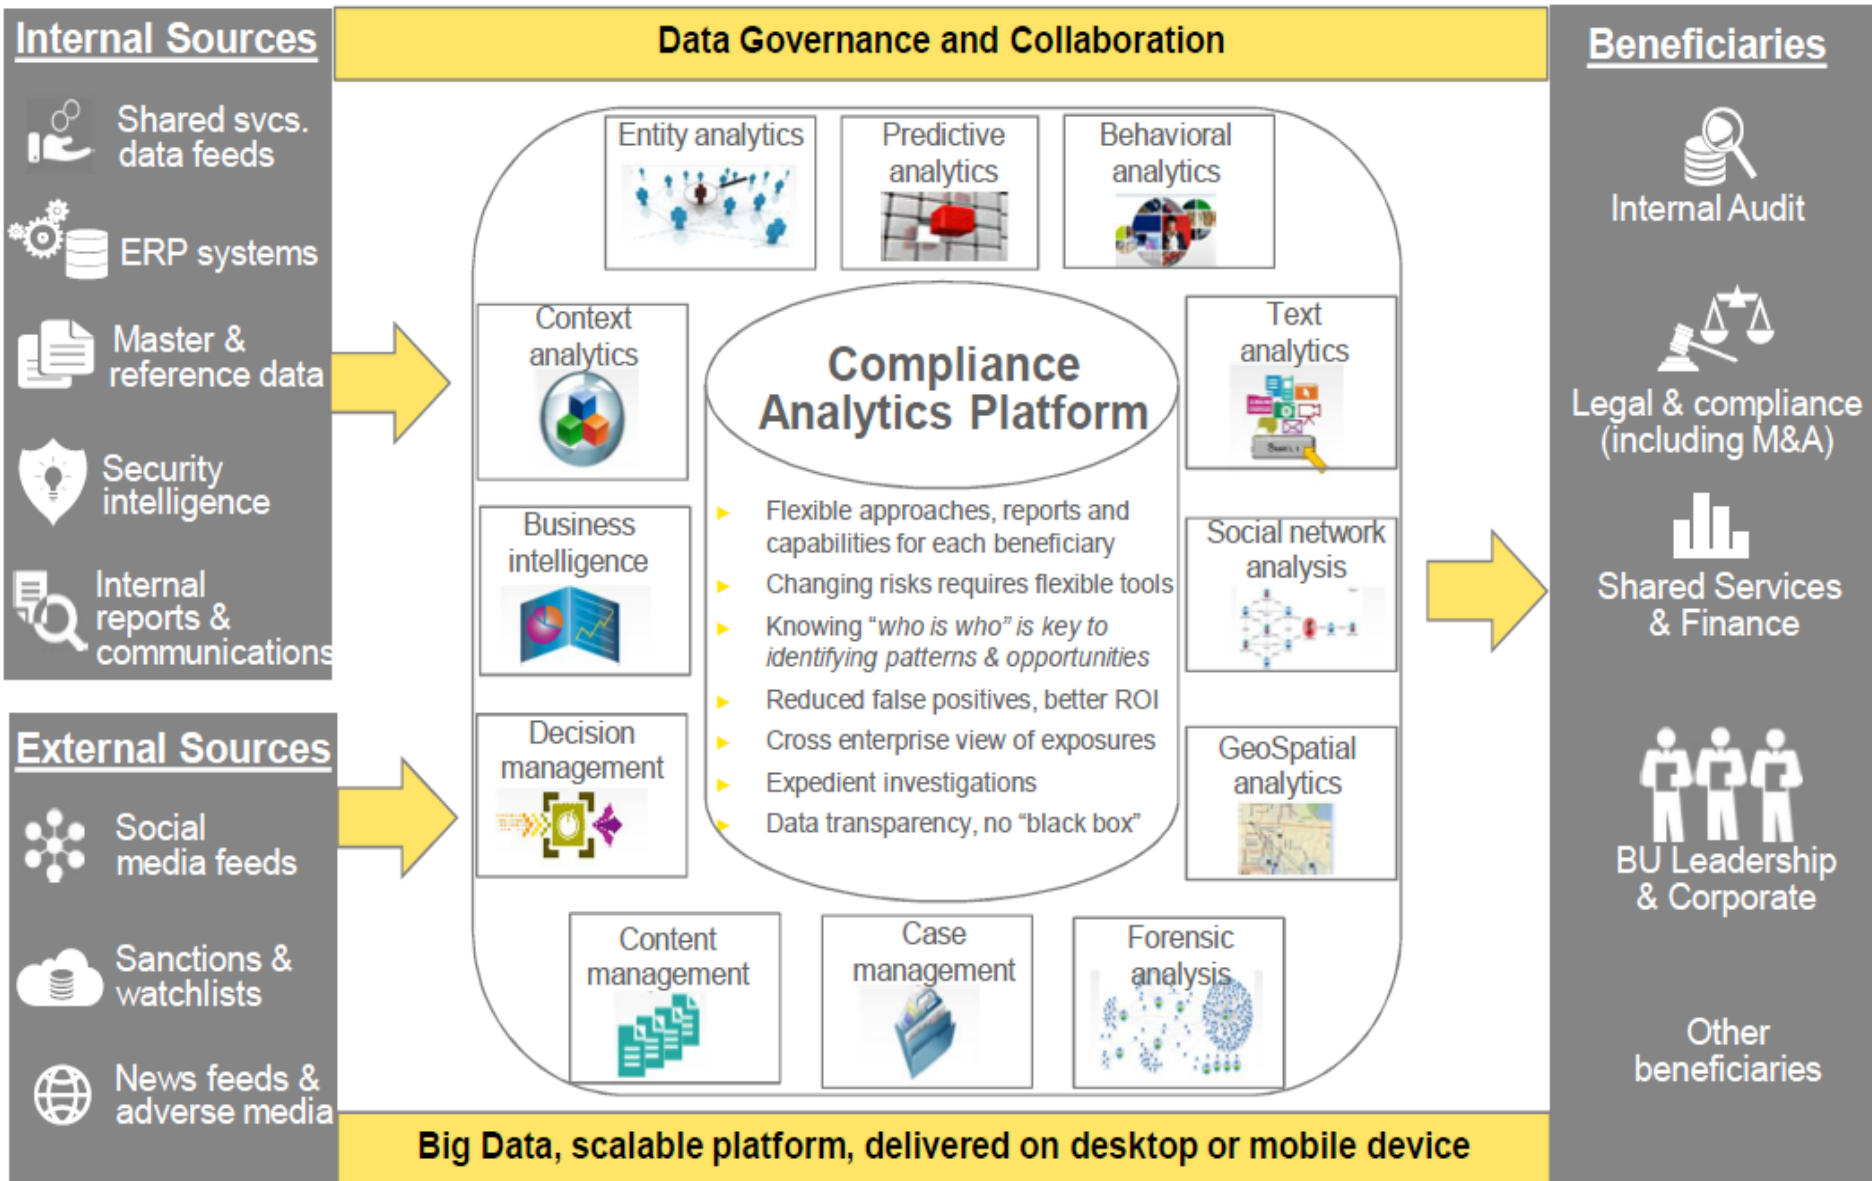 Internal Sources
Shared svcs.
data feeds
ERP systems
Master &
reference data
Security
intelligence
Internal
reports &
communications
External Sources
Social
media feeds
Sanctions &
watchlists
News feeds &
adverse media
Data Governance and Collaboration
Entity analytics
Predictive
analytics
Behavioral
analytics
Context
analytics
Business
intelligence
Decision
management
Compliance
Analytics Platform
► Flexible approaches, reports and
capabilities for each beneficiary
► Changing risks requires flexible tools
► Knowing “who is who” is key to
identifying patterns & opportunities
► Reduced false positives, better ROI
► Cross enterprise view of exposures
► Expedient investigations
► Data transparency, no “black box”
Text
analytics
Social network
analysis
GeoSpatial
analytics
Content
management
Case
management
Forensic
analysis
Big Data, scalable platform, delivered on desktop or mobile device
Beneficiaries
Internal Audit
Legal & compliance
(including M&A)
Shared Services
& Finance
BU Leadership
& Corporate
Other
beneficiaries